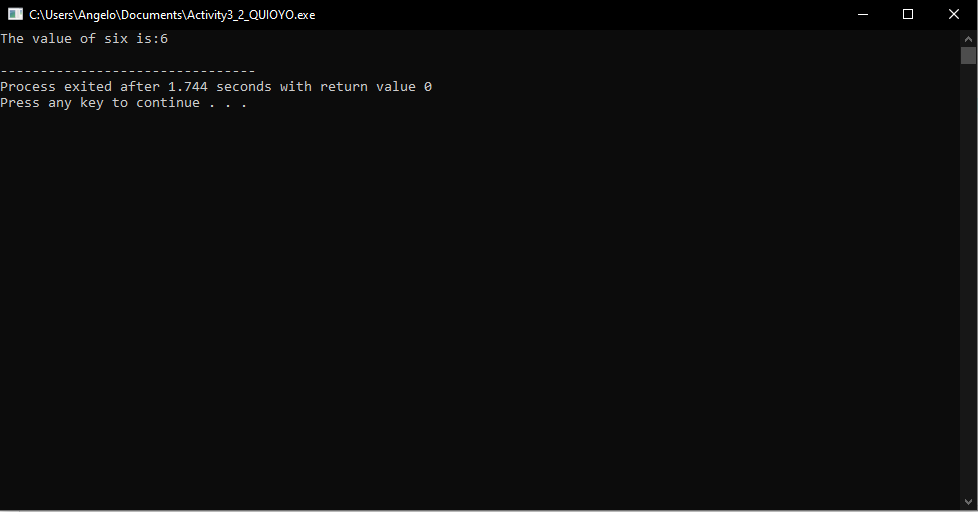 C:\Users\Angelo\Documents\Activity3_2_QUIOYO.exe
The value of six is:6
--------------------------------
Process exited after 1.744 seconds with return value 0
Press any key to continue . . .